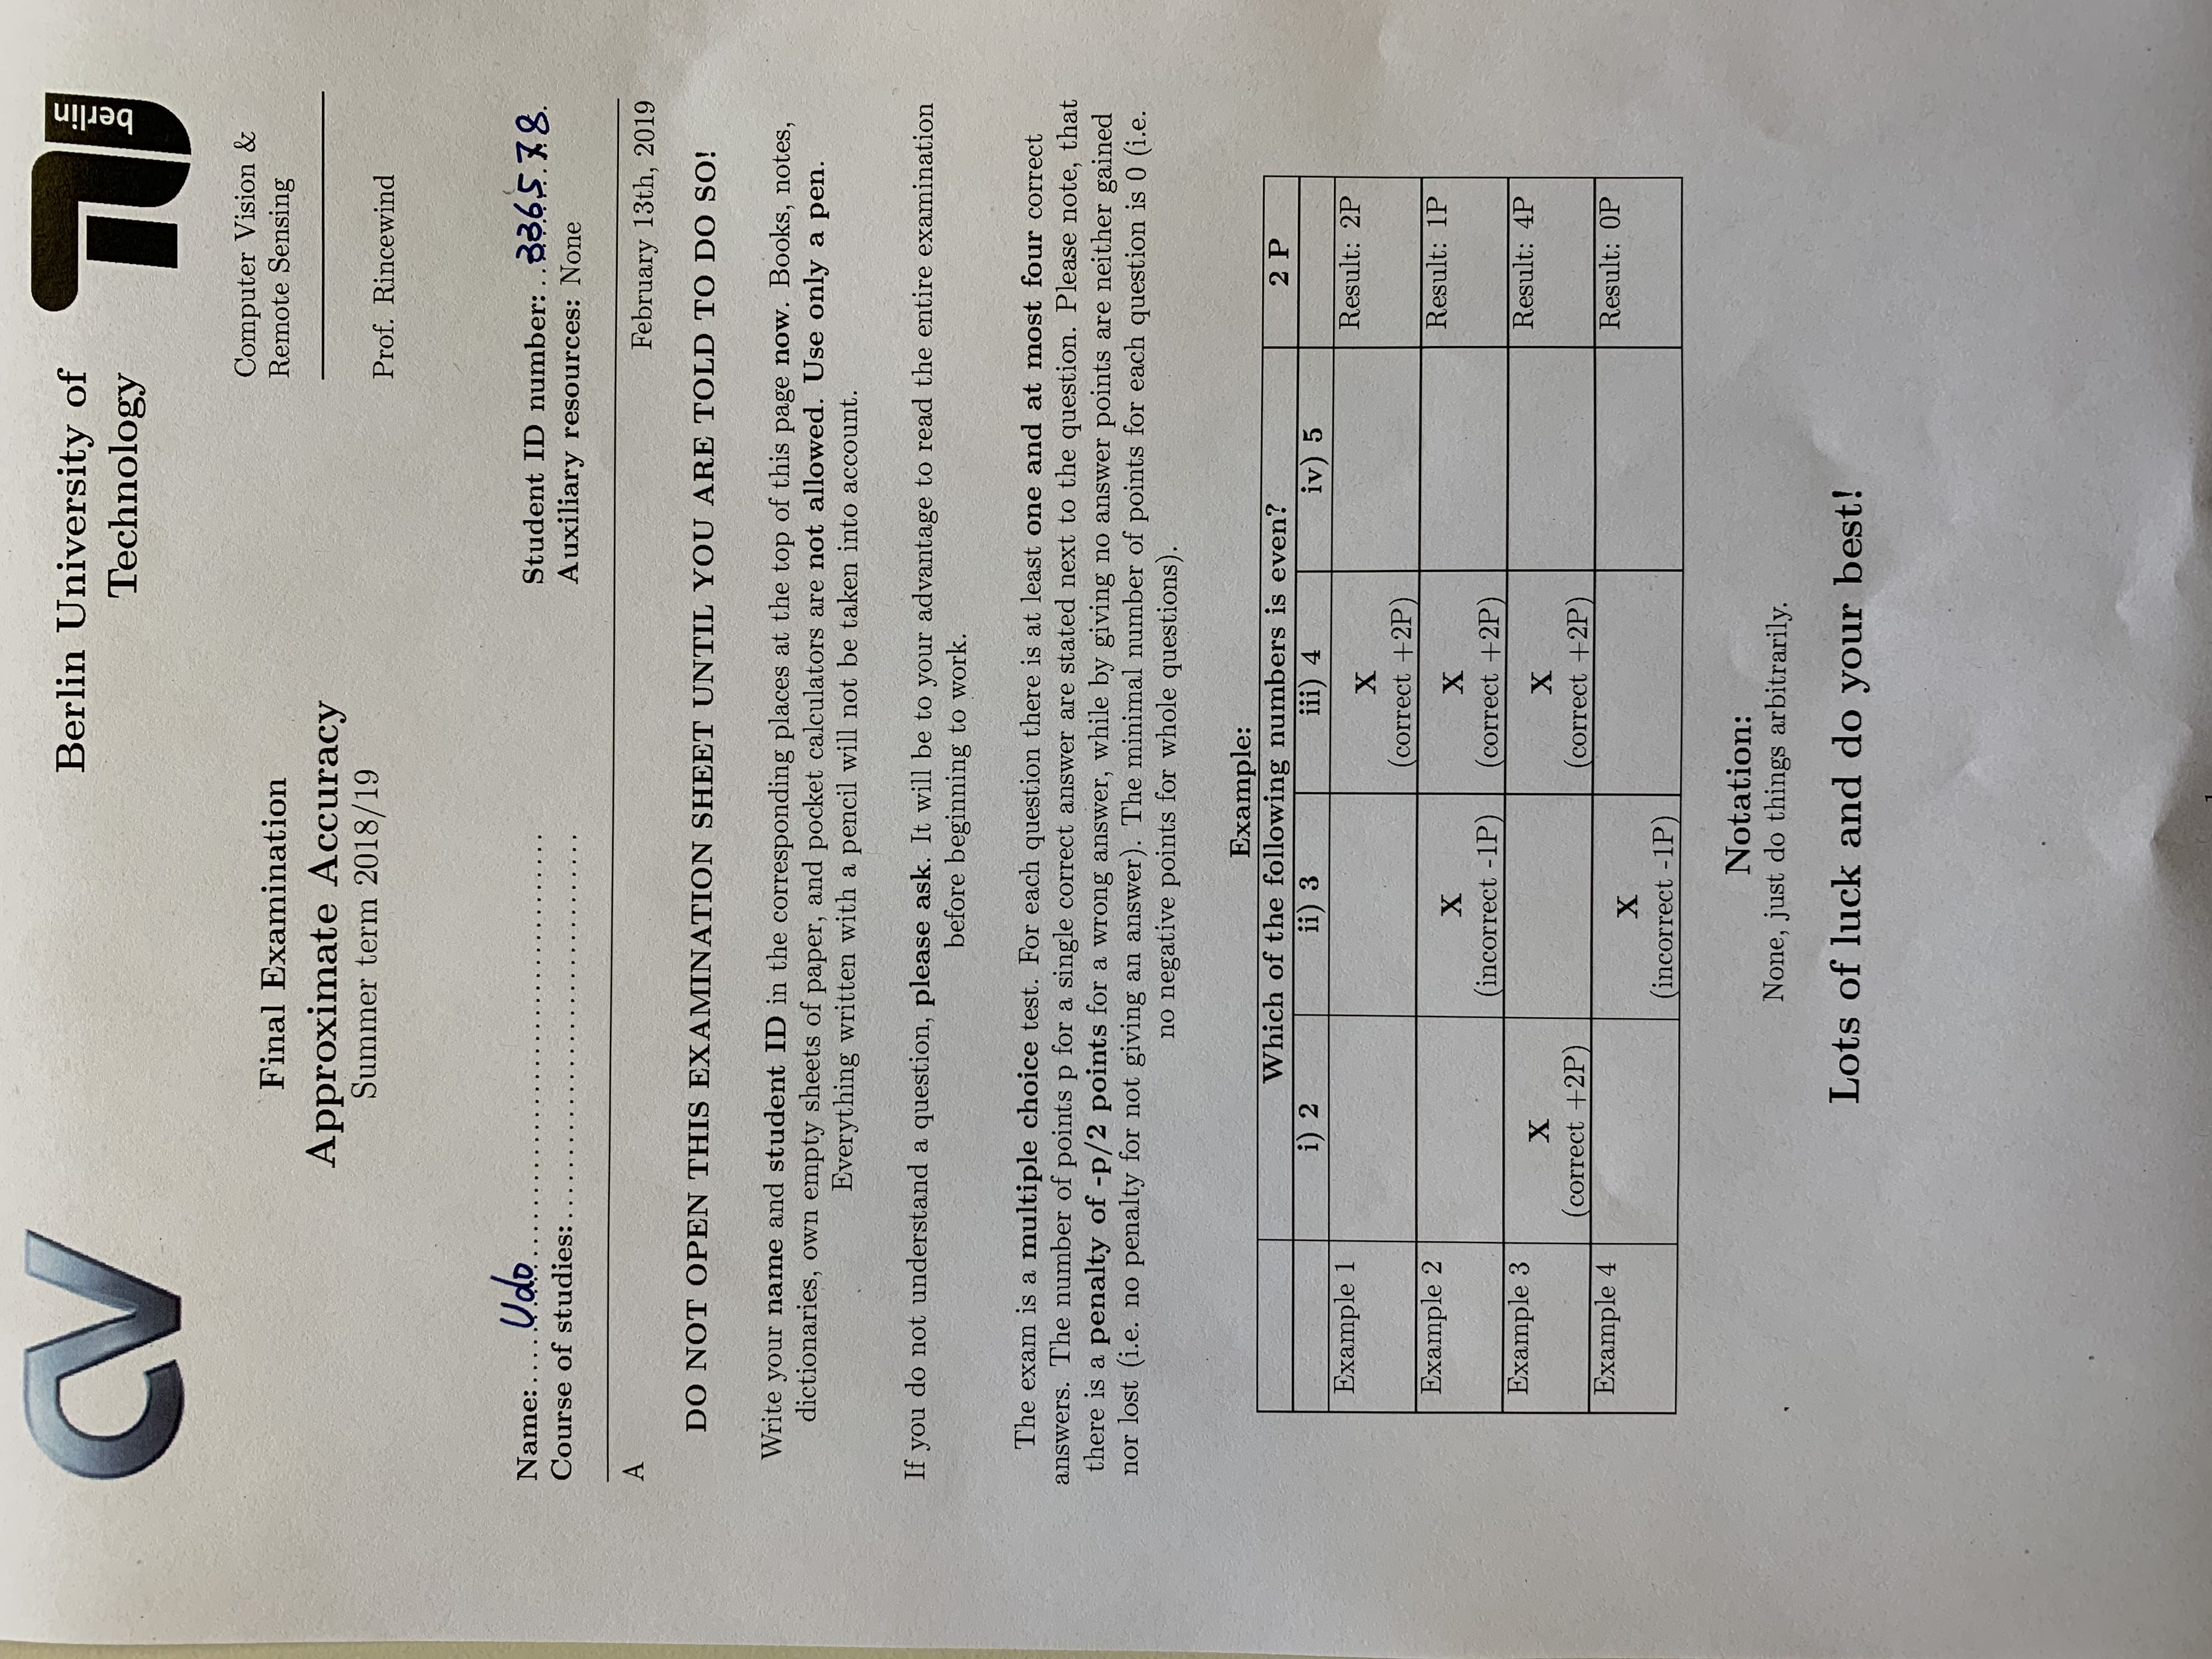 CV
Berlin University of
Technology
berlin
Computer Vision &
Remote Sensing
Final Examination
Approximate Accuracy
Summer term 2018/19
Prof. Rincewind
Name:....Udo..................................
Student ID number:..336578.
Course of studies:...............................
Auxiliary resources: None
A
February 13th, 2019
DO NOT OPEN THIS EXAMINATION SHEET UNTIL YOU ARE TOLD TO DO SO!
Write your name and student ID in the corresponding places at the top of this page now. Books, notes,
dictionaries, own empty sheets of paper, and pocket calculators are not allowed. Use only a pen.
Everything written with a pencil will not be taken into account.
If you do not understand a question, please ask. It will be to your advantage to read the entire examination
before beginning to work.
The exam is a multiple choice test. For each question there is at least one and at most four correct
answers. The number of points p for a single correct answer are stated next to the question. Please note, that
there is a penalty of -p/2 points for a wrong answer, while by giving no answer points are neither gained
nor lost (i.e. no penalty for not giving an answer). The minimal number of points for each question is 0 (i.e.
no negative points for whole questions).
Example:
Which of the following numbers is even? 2 P
i) 2 ii) 3 iii) 4 iv) 5
Example 1 X Result: 2P
(correct +2P)
Example 2 X X Result: 1P
(incorrect -1P) (correct +2P)
Example 3 X X Result: 4P
(correct +2P) (correct +2P)
Example 4 X Result: 0P
(incorrect -1P)
Notation:
None, just do things arbitrarily.
Lots of luck and do your best!